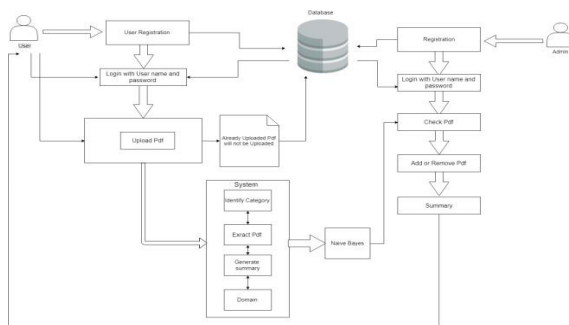 Database
User Registration
Registration
User
Admin
Login with User name and
password
Login with User name and
password
Upload Pdf
Already Uploaded Pdf
will not be Uploaded
Check Pdf
Add or Remove Pdf
Summary
System
Identify Category
Exract Pdf
Generate
summary
Domain
Naive Bayes